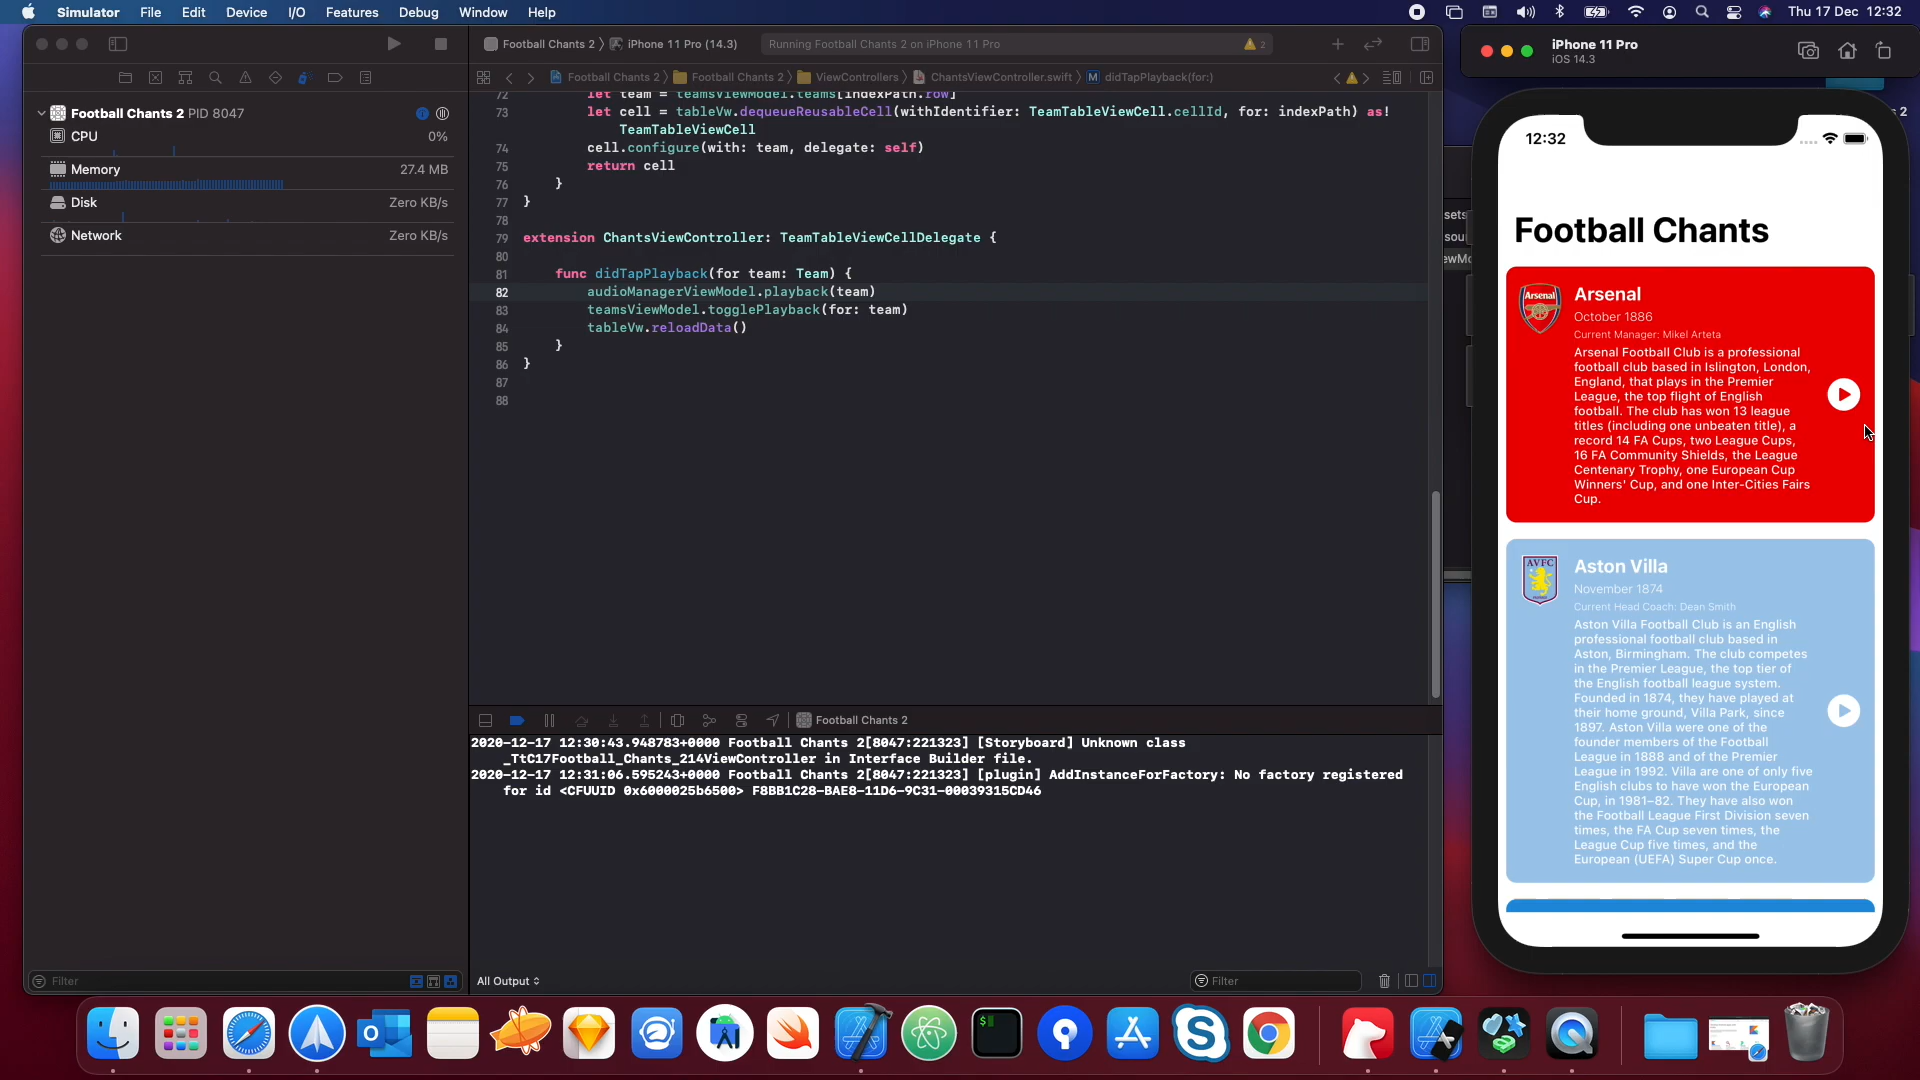 Simulator File Edit Device I/O Features Debug Window Help
Thu 17 Dec 12:32
Football Chants 2 iPhone 11 Pro (14.3)
Running Football Chants 2 on iPhone 11 Pro
2
Football Chants 2 Football Chants 2 ViewControllers ChantsViewController.swift M didTapPlayback(for:)
Football Chants 2 PID 8047
CPU 0%
Memory 27.4 MB
Disk Zero KB/s
Network Zero KB/s
72 let team = teamsViewModel.teams[indexPath.row]
73 let cell = tableVw.dequeueReusableCell(withIdentifier: TeamTableViewCell.cellId, for: indexPath) as!
TeamTableViewCell
74 cell.configure(with: team, delegate: self)
75 return cell
76 }
77 }
78
79 extension ChantsViewController: TeamTableViewCellDelegate {
80
81 func didTapPlayback(for team: Team) {
82 audioManagerViewModel.playback(team)
83 teamsViewModel.togglePlayback(for: team)
84 tableVw.reloadData()
85 }
86 }
87
88
Football Chants 2
2020-12-17 12:30:43.948783+0000 Football Chants 2[8047:221323] [Storyboard] Unknown class
_TtC17Football_Chants_214ViewController in Interface Builder file.
2020-12-17 12:31:06.595243+0000 Football Chants 2[8047:221323] [plugin] AddInstanceForFactory: No factory registered
for id <CFUUID 0x6000025b6500> F8BB1C28-BAE8-11D6-9C31-00039315CD46
Filter
All Output
Filter
iPhone 11 Pro
iOS 14.3
2
sets
sou
ewMo
12:32
Football Chants
Arsenal
Arsenal
October 1886
Current Manager: Mikel Arteta
Arsenal Football Club is a professional
football club based in Islington, London,
England, that plays in the Premier
League, the top flight of English
football. The club has won 13 league
titles (including one unbeaten title), a
record 14 FA Cups, two League Cups,
16 FA Community Shields, the League
Centenary Trophy, one European Cup
Winners' Cup, and one Inter-Cities Fairs
Cup.
AVFC
Aston Villa
November 1874
Current Head Coach: Dean Smith
Aston Villa Football Club is an English
professional football club based in
Aston, Birmingham. The club competes
in the Premier League, the top tier of
the English football league system.
Founded in 1874, they have played at
their home ground, Villa Park, since
1897. Aston Villa were one of the
founder members of the Football
League in 1888 and of the Premier
League in 1992. Villa are one of only five
English clubs to have won the European
Cup, in 1981–82. They have also won
the Football League First Division seven
times, the FA Cup seven times, the
League Cup five times, and the
European (UEFA) Super Cup once.